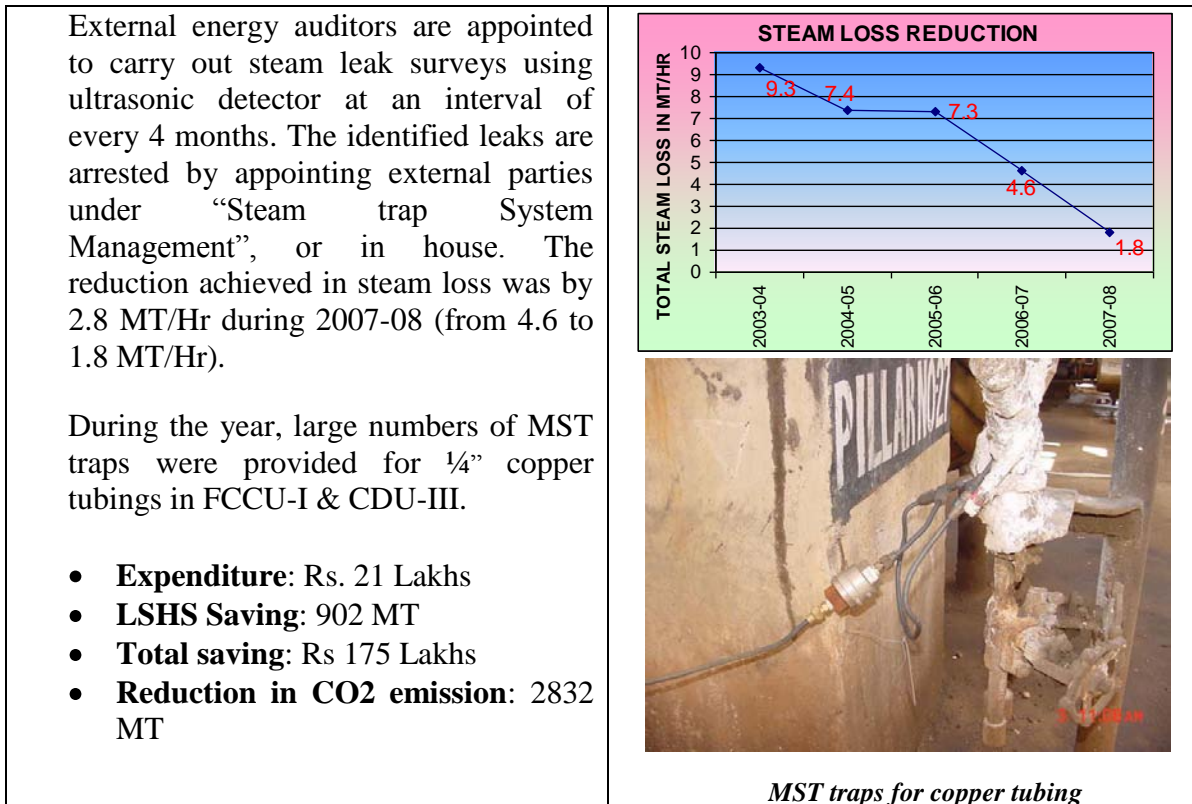 External energy auditors are appointed
to carry out steam leak surveys using
ultrasonic detector at an interval of
every 4 months. The identified leaks are
arrested by appointing external parties
under “Steam trap System
Management”, or in house. The
reduction achieved in steam loss was by
2.8 MT/Hr during 2007-08 (from 4.6 to
1.8 MT/Hr).
During the year, large numbers of MST
traps were provided for ¼” copper
tubings in FCCU-I & CDU-III.
• Expenditure: Rs. 21 Lakhs
• LSHS Saving: 902 MT
• Total saving: Rs 175 Lakhs
• Reduction in CO2 emission: 2832
MT
STEAM LOSS REDUCTION
TOTAL STEAM LOSS IN MT/HR
10
9
8
7
6
5
4
3
2
1
0
9.3
7.4
7.3
4.6
1.8
2003-04
2004-05
2005-06
2006-07
2007-08
PILLAR NO:22
MST traps for copper tubing